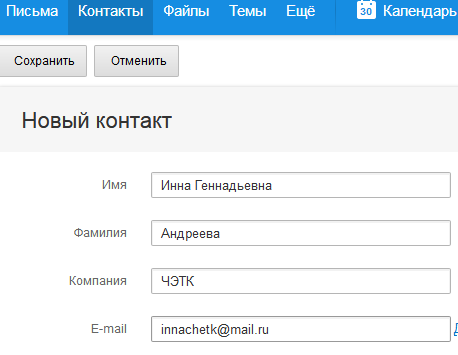 Письма Контакты Файлы Темы Ещё 30 Календарь
Сохранить Отменить
Новый контакт
Имя Инна Геннадьевна
Фамилия Андреева
Компания ЧЭТК
E-mail innachetk@mail.ru